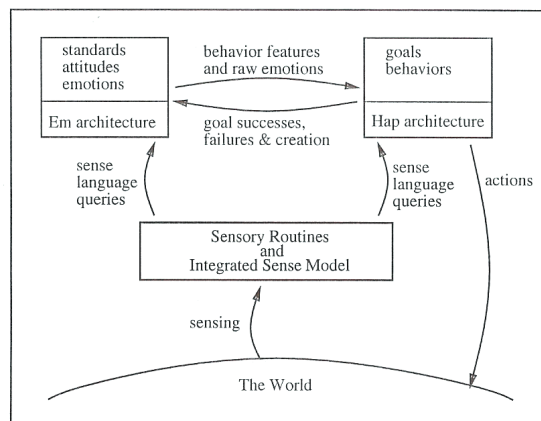 standards
attitudes
emotions
Em architecture
behavior features
and raw emotions
goal successes,
failures & creation
goals
behaviors
Hap architecture
sense
language
queries
sense
language
queries
actions
Sensory Routines
and
Integrated Sense Model
sensing
The World